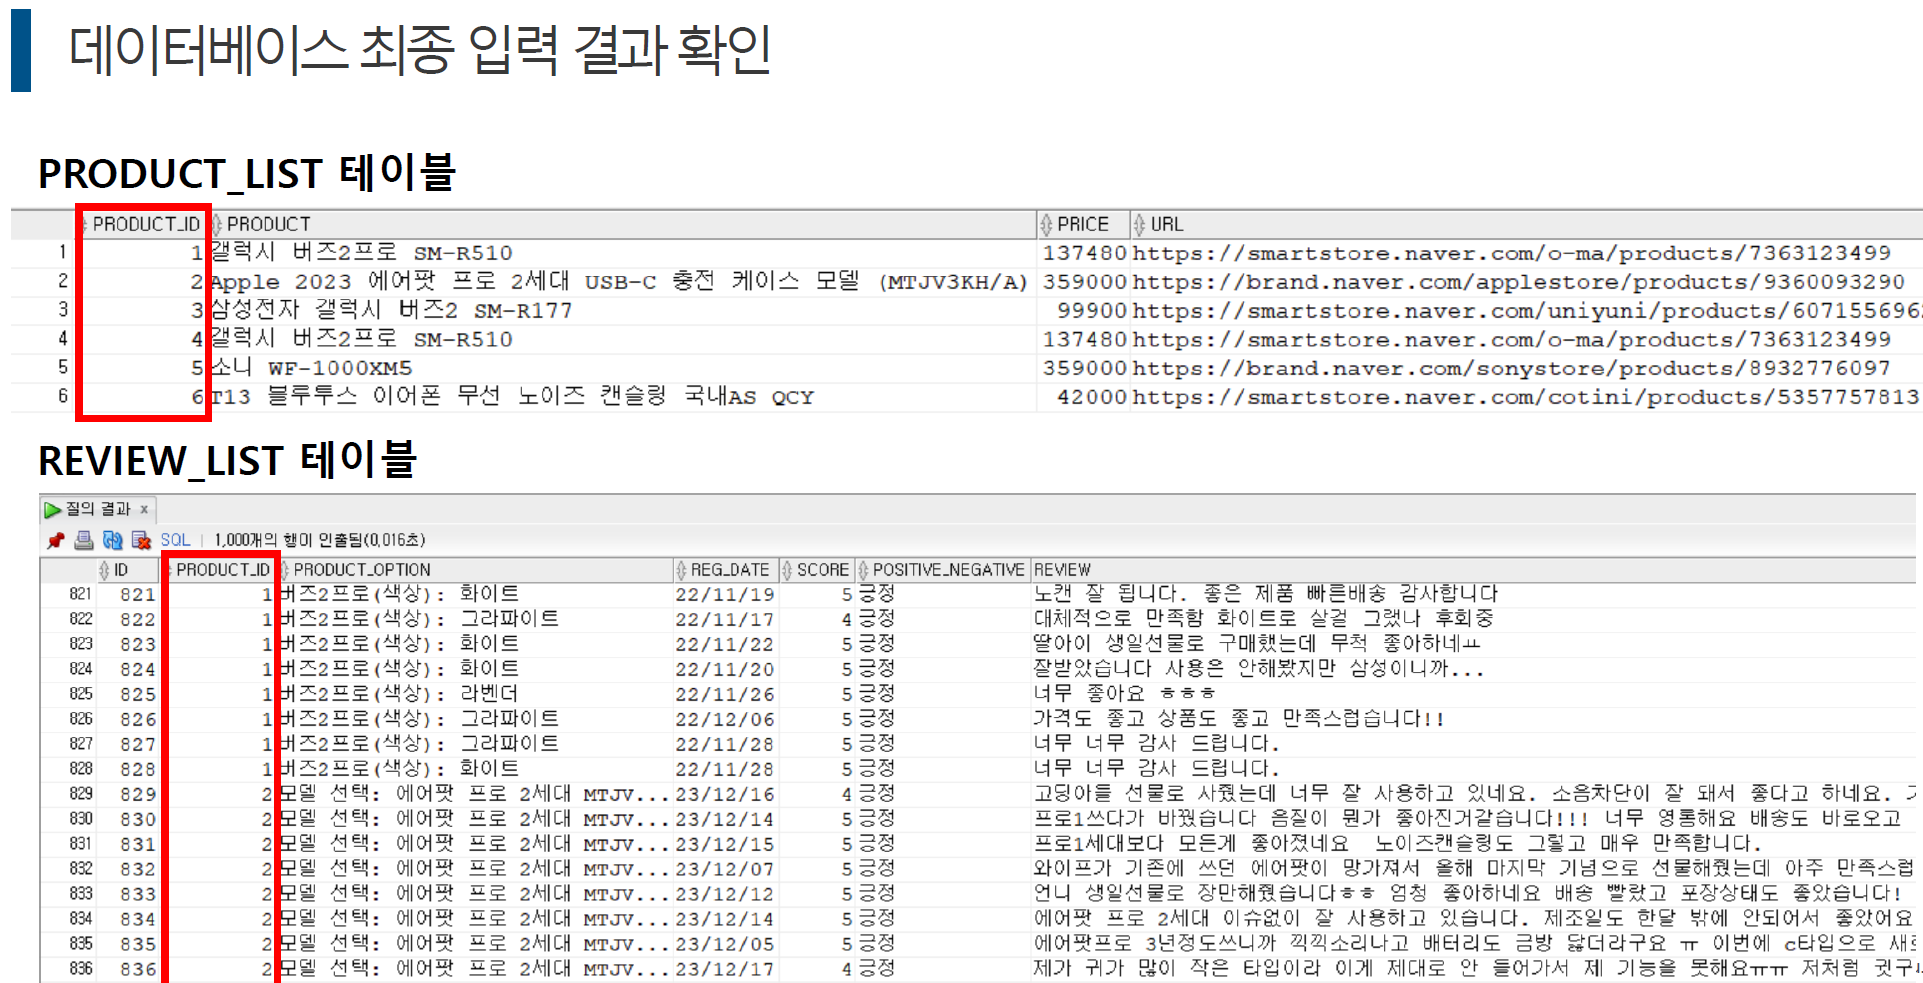 데이터베이스 최종 입력 결과 확인
PRODUCT_LIST 테이블
PRODUCT_ID PRODUCT PRICE URL
1 1 갤럭시 버즈2프로 SM-R510 137480 https://smartstore.naver.com/o-ma/products/7363123499
2 2 Apple 2023 에어팟 프로 2세대 USB-C 충전 케이스 모델 (MTJV3KH/A) 359000 https://brand.naver.com/applestore/products/9360093290
3 3 삼성전자 갤럭시 버즈2 SM-R177 99900 https://smartstore.naver.com/uniyuni/products/607155696
4 4 갤럭시 버즈2프로 SM-R510 137480 https://smartstore.naver.com/o-ma/products/7363123499
5 5 소니 WF-1000XM5 359000 https://brand.naver.com/sonystore/products/8932776097
6 6 T13 블루투스 이어폰 무선 노이즈 캔슬링 국내AS QCY 42000 https://smartstore.naver.com/cotini/products/5357757813
REVIEW_LIST 테이블
질의 결과 x
SQL | 1,000개의 행이 인출됨(0,016초)
ID PRODUCT_ID PRODUCT_OPTION REG_DATE SCORE POSITIVE_NEGATIVE REVIEW
821 821 1 버즈2프로(색상): 화이트 22/11/19 5 긍정 노캔 잘 됩니다. 좋은 제품 빠른배송 감사합니다
822 822 1 버즈2프로(색상): 그라파이트 22/11/17 4 긍정 대체적으로 만족함 화이트로 살걸 그랬나 후회중
823 823 1 버즈2프로(색상): 화이트 22/11/22 5 긍정 딸아이 생일선물로 구매했는데 무척 좋아하네ㅛ
824 824 1 버즈2프로(색상): 화이트 22/11/20 5 긍정 잘받았습니다 사용은 안해봤지만 삼성이니까...
825 825 1 버즈2프로(색상): 라벤더 22/11/26 5 긍정 너무 좋아요 ㅎㅎㅎ
826 826 1 버즈2프로(색상): 그라파이트 22/12/06 5 긍정 가격도 좋고 상품도 좋고 만족스럽습니다!!
827 827 1 버즈2프로(색상): 그라파이트 22/11/28 5 긍정 너무 너무 감사 드립니다.
828 828 1 버즈2프로(색상): 화이트 22/11/28 5 긍정 너무 너무 감사 드립니다.
829 829 2 모델 선택: 에어팟 프로 2세대 MTJV... 23/12/16 4 긍정 고딩아들 선물로 사줬는데 너무 잘 사용하고 있네요. 소음차단이 잘 돼서 좋다고 하네요.
830 830 2 모델 선택: 에어팟 프로 2세대 MTJV... 23/12/14 5 긍정 프로1쓰다가 바꿨습니다 음질이 뭔가 좋아진거같습니다!!! 너무 영롱해요 배송도 바로오고
831 831 2 모델 선택: 에어팟 프로 2세대 MTJV... 23/12/15 5 긍정 프로1세대보다 모든게 좋아졌네요 노이즈캔슬링도 그렇고 매우 만족합니다.
832 832 2 모델 선택: 에어팟 프로 2세대 MTJV... 23/12/07 5 긍정 와이프가 기존에 쓰던 에어팟이 망가져서 올해 마지막 기념으로 선물해줬는데 아주 만족스럽
833 833 2 모델 선택: 에어팟 프로 2세대 MTJV... 23/12/12 5 긍정 언니 생일선물로 장만해줬습니다ㅎㅎ 엄청 좋아하네요 배송 빨랐고 포장상태도 좋았습니다!
834 834 2 모델 선택: 에어팟 프로 2세대 MTJV... 23/12/14 5 긍정 에어팟 프로 2세대 이슈없이 잘 사용하고 있습니다. 제조일도 한달 밖에 안되어서 좋았어요
835 835 2 모델 선택: 에어팟 프로 2세대 MTJV... 23/12/05 5 긍정 에어팟프로 3년정도쓰니까 끽끽소리나고 배터리도 금방 닳더라구요 ㅠ 이번에 c타입으로 새
836 836 2 모델 선택: 에어팟 프로 2세대 MTJV... 23/12/17 4 긍정 제가 귀가 많이 작은 타입이라 이게 제대로 안 들어가서 제 기능을 못해요ㅠㅠ 저처럼 귓구